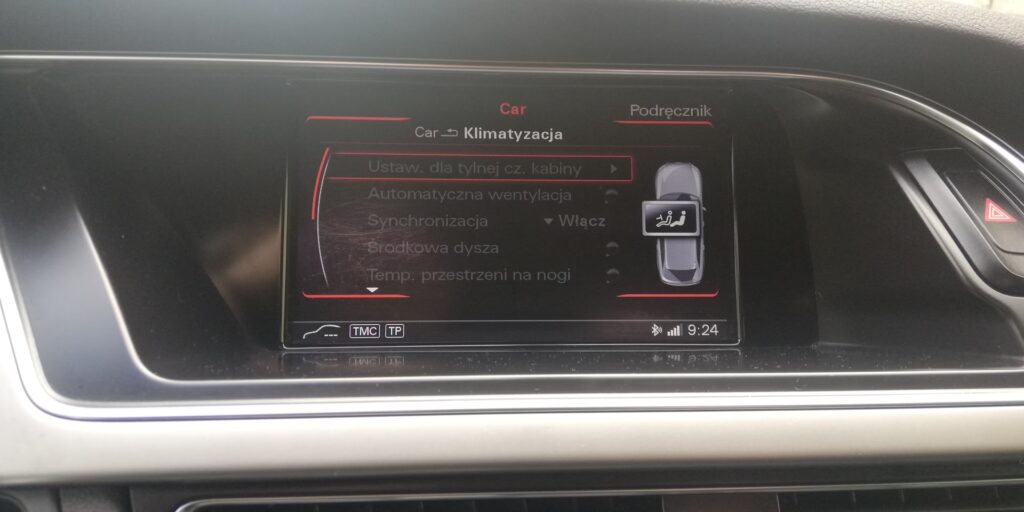 Car
Podręcznik
Car Klimatyzacja
Ustaw. dla tylnej cz. kabiny
Automatyczna wentylacja
Synchronizacja Włącz
Środkowa dysza
Temp. przestrzeni na nogi
TMC TP 9:24